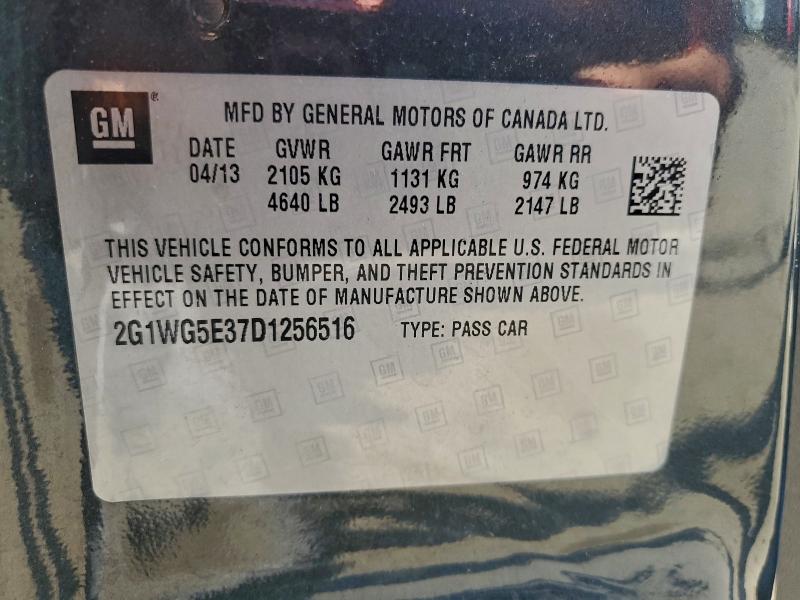 GM®
MFD BY GENERAL MOTORS OF CANADA LTD.
DATE GVWR GAWR FRT GAWR RR
04/13 2105 KG 1131 KG 974 KG
4640 LB 2493 LB 2147 LB
THIS VEHICLE CONFORMS TO ALL APPLICABLE U.S. FEDERAL MOTOR
VEHICLE SAFETY, BUMPER, AND THEFT PREVENTION STANDARDS IN
EFFECT ON THE DATE OF MANUFACTURE SHOWN ABOVE.
2G1WG5E37D1256516 TYPE: PASS CAR